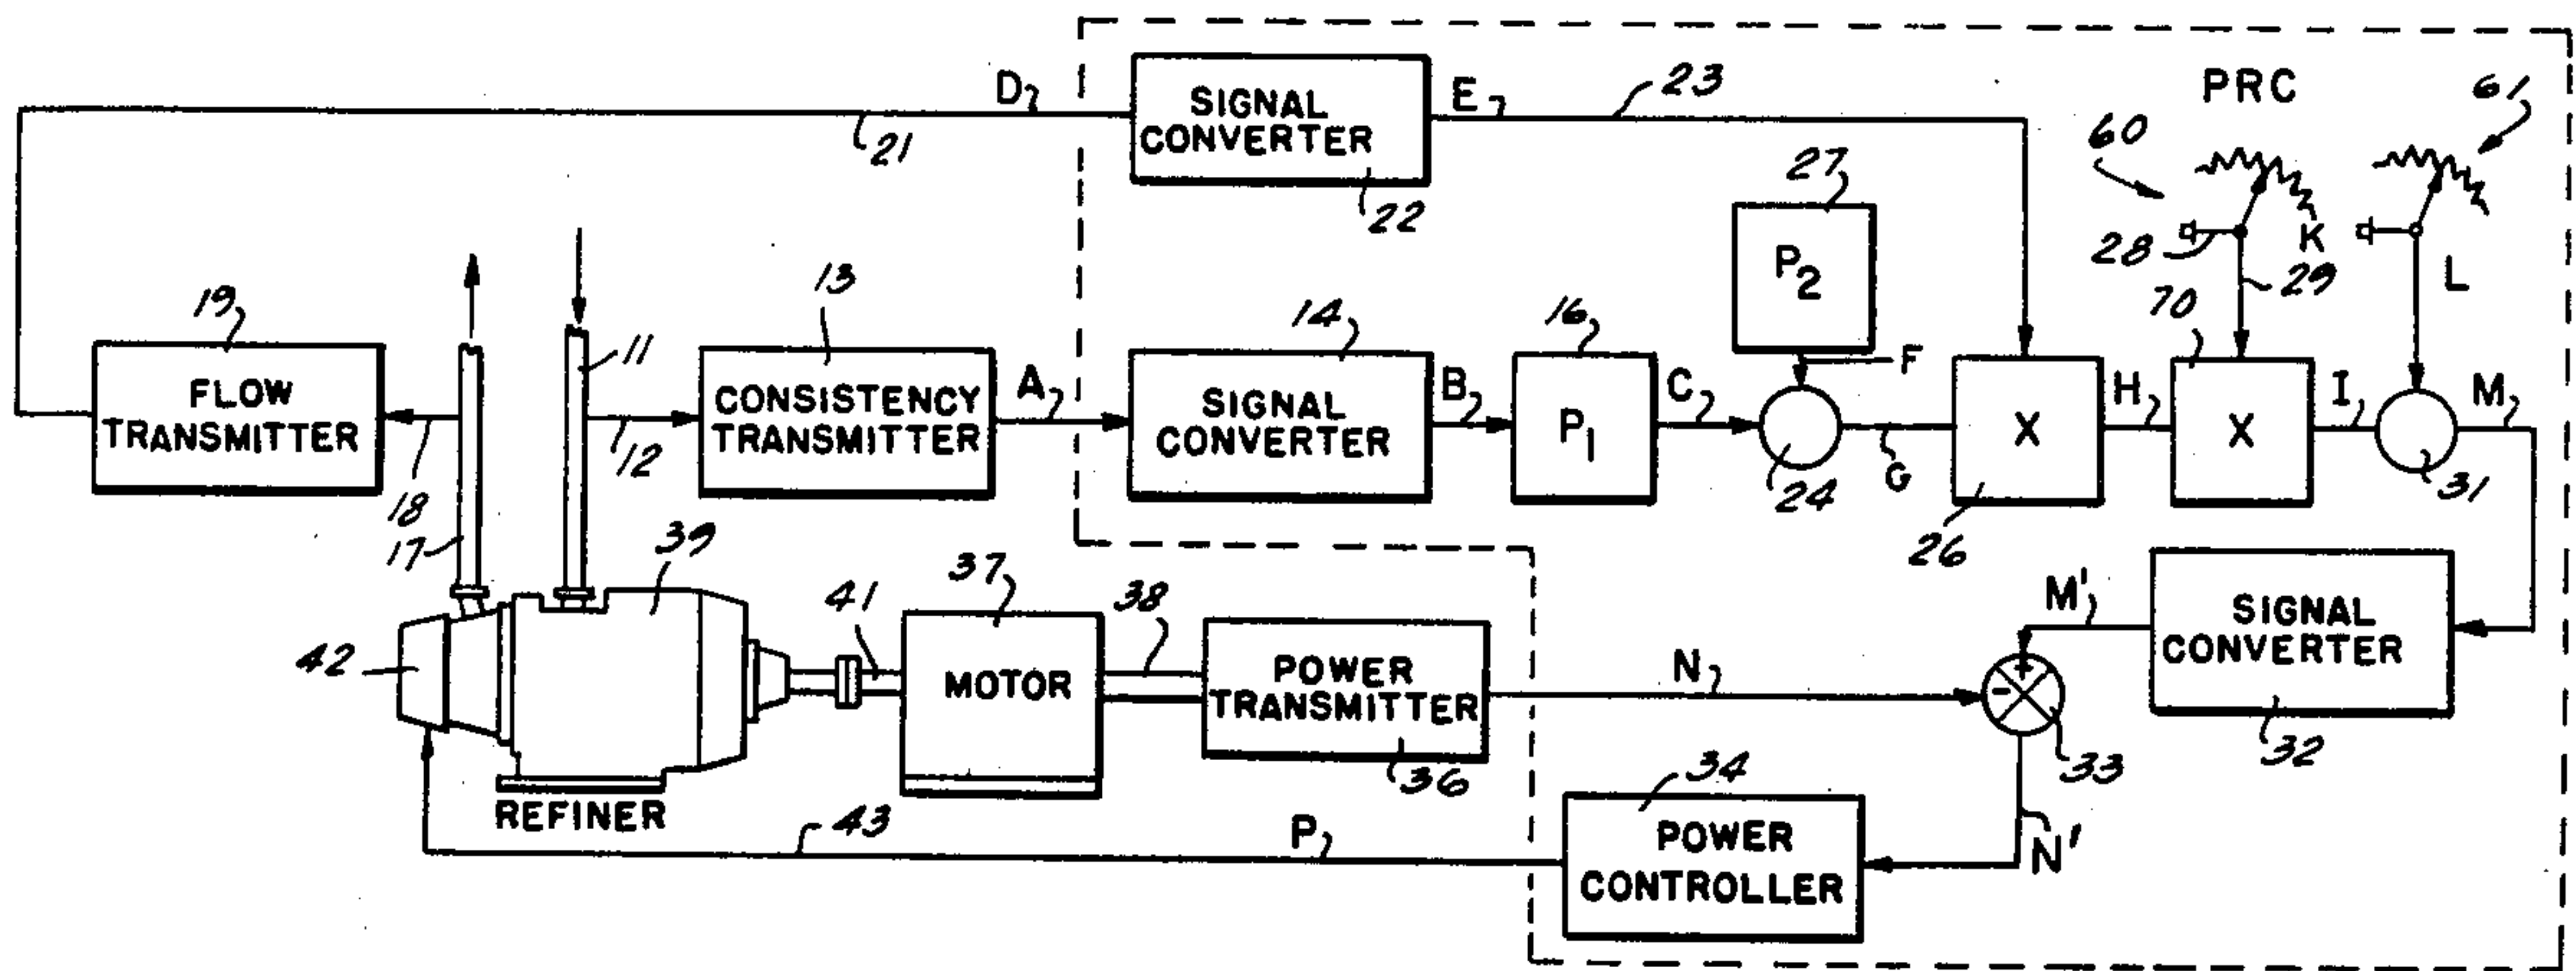 D
SIGNAL
CONVERTER
22
E
23
PRC
61
60
21
27
P2
28
K
29
L
19
FLOW
TRANSMITTER
18
17
11
12
13
CONSISTENCY
TRANSMITTER
A
14
SIGNAL
CONVERTER
B
16
P1
C
F
24
G
X
26
H
70
X
I
31
M
42
39
REFINER
41
37
MOTOR
38
POWER
TRANSMITTER
36
N
M'
+
-
33
SIGNAL
CONVERTER
32
43
P
34
POWER
CONTROLLER
N'